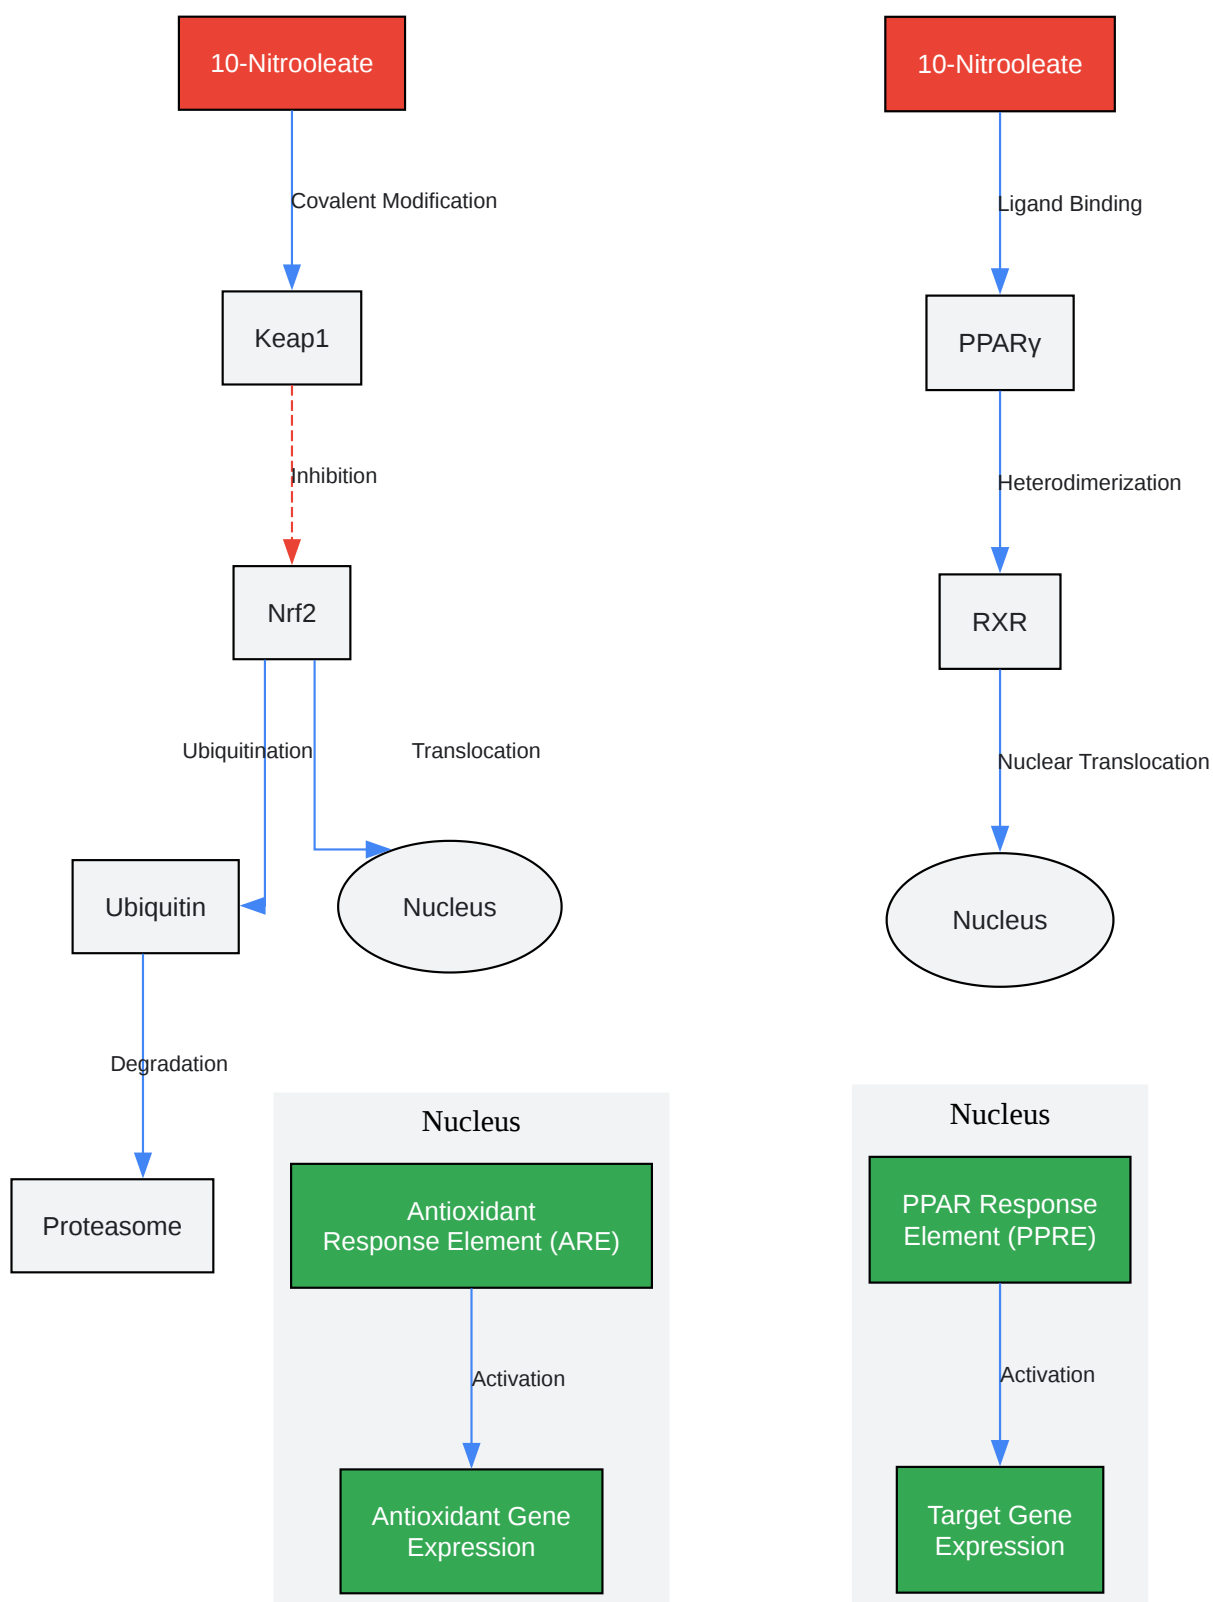 10-Nitrooleate
Covalent Modification
Keap1
Inhibition
Nrf2
Ubiquitination
Translocation
Ubiquitin
Nucleus
Degradation
Proteasome
Nucleus
Antioxidant
Response Element (ARE)
Activation
Antioxidant Gene
Expression
10-Nitrooleate
Ligand Binding
PPARγ
Heterodimerization
RXR
Nuclear Translocation
Nucleus
Nucleus
PPAR Response
Element (PPRE)
Activation
Target Gene
Expression